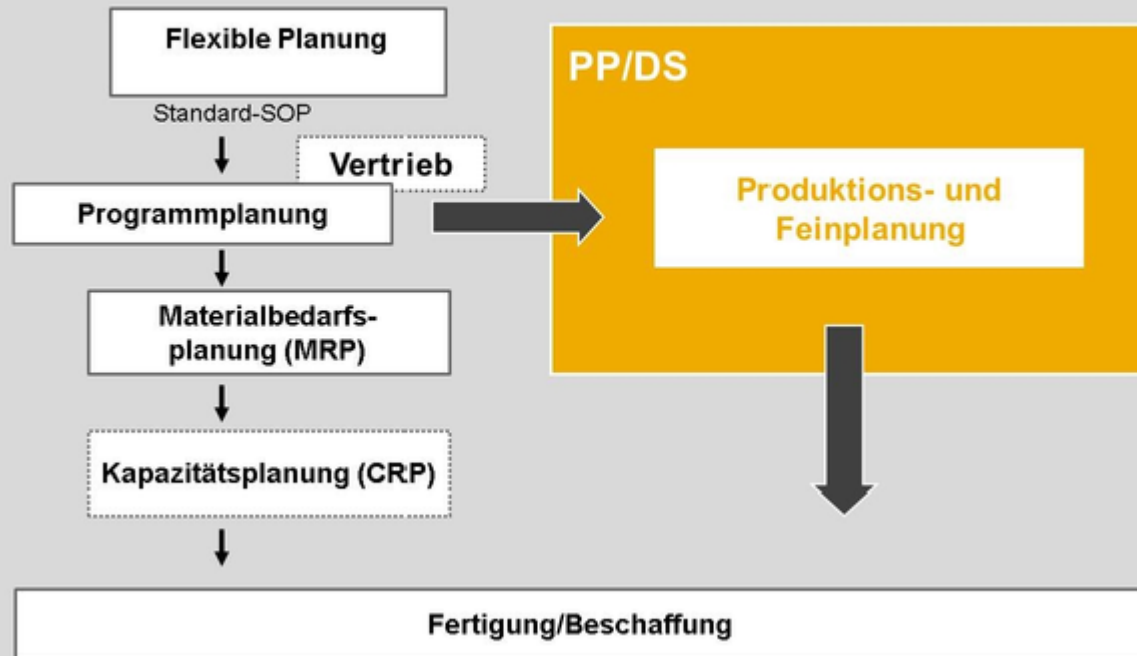 Flexible Planung
Standard-SOP
Vertrieb
Programmplanung
Materialbedarfs-
planung (MRP)
Kapazitätsplanung (CRP)
PP/DS
Produktions- und
Feinplanung
Fertigung/Beschaffung